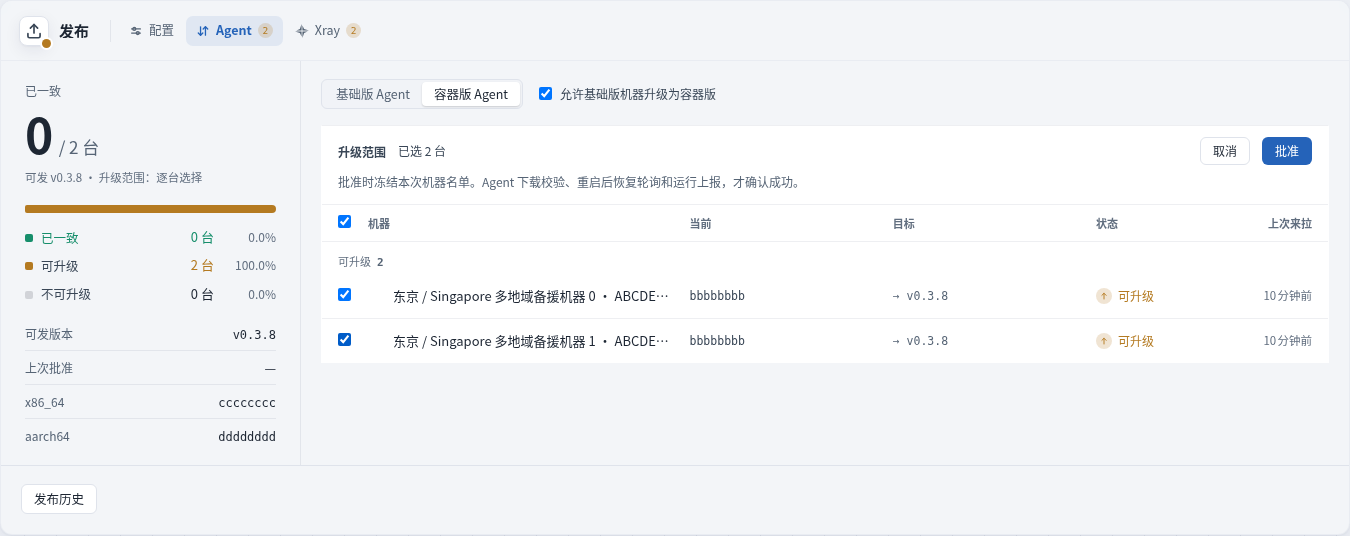 发布
配置
Agent 2
Xray 2
已一致
0 / 2 台
可发 v0.3.8 • 升级范围：逐台选择
已一致 0 台 0.0%
可升级 2 台 100.0%
不可升级 0 台 0.0%
可发版本 v0.3.8
上次批准 —
x86_64 cccccccc
aarch64 dddddddd
基础版 Agent
容器版 Agent
允许基础版机器升级为容器版
升级范围 已选 2 台
取消
批准
批准时冻结本次机器名单。Agent 下载校验、重启后恢复轮询和运行上报，才确认成功。
机器 当前 目标 状态 上次来拉
可升级 2
东京 / Singapore 多地域备援机器 0 • ABCDE… bbbbbbbb → v0.3.8 可升级 10 分钟前
东京 / Singapore 多地域备援机器 1 • ABCDE… bbbbbbbb → v0.3.8 可升级 10 分钟前
发布历史